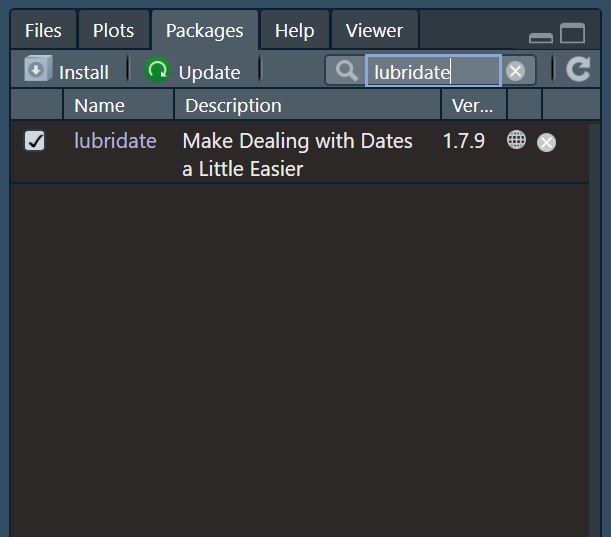 Files Plots Packages Help Viewer
Install Update lubridate
Name Description Ver...
lubridate Make Dealing with Dates 1.7.9
a Little Easier